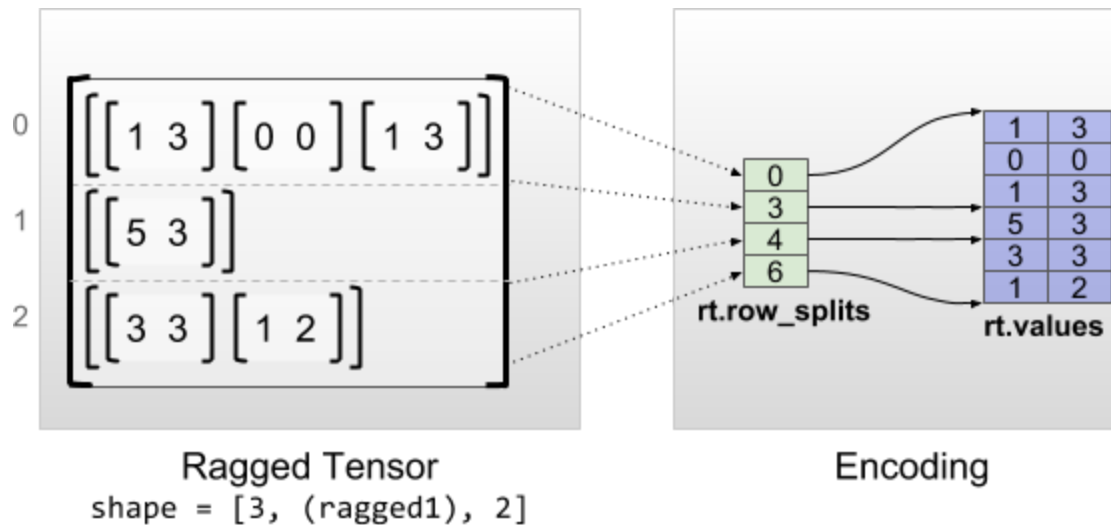 0
[[[1 3] [0 0] [1 3]]
1
[[5 3]]
2
[[3 3] [1 2]]]
0
3
4
6
rt.row_splits
1 3
0 0
1 3
5 3
3 3
1 2
rt.values
Ragged Tensor
shape = [3, (ragged1), 2]
Encoding